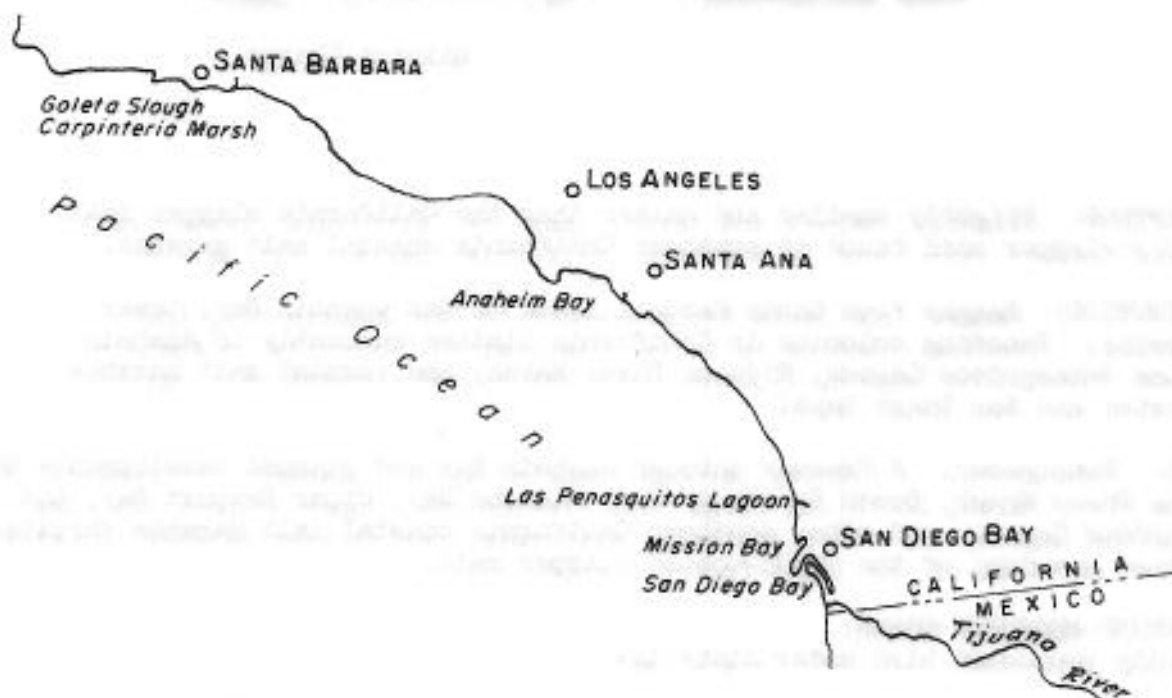 SANTA BARBARA
Goleta Slough
Carpinteria Marsh
LOS ANGELES
Pacific Ocean
SANTA ANA
Anaheim Bay
Las Penasquitos Lagoon
Mission Bay
SAN DIEGO BAY
San Diego Bay
CALIFORNIA
MEXICO
Tijuana
River